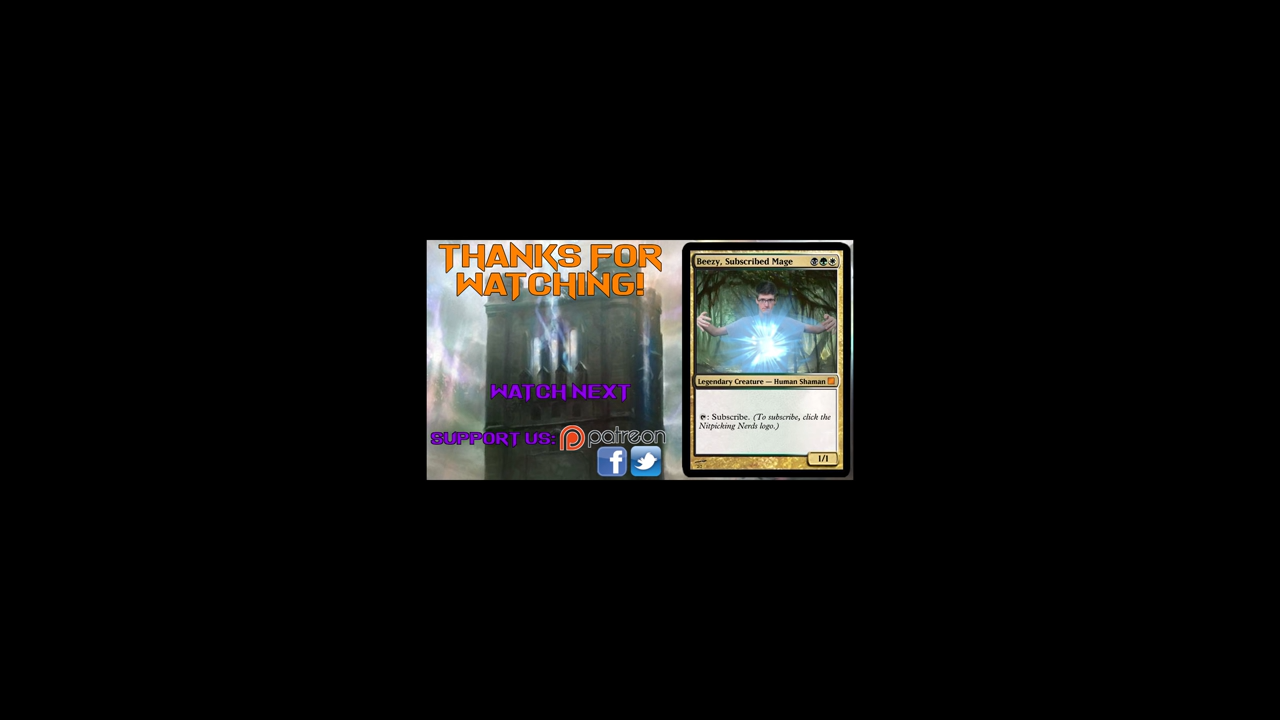 THANKS FOR
WATCHING!
WATCH NEXT
SUPPORT US: patreon
Beezy, Subscribed Mage
Legendary Creature — Human Shaman
: Subscribe. (To subscribe, click the
Nitpicking Nerds logo.)
1/1